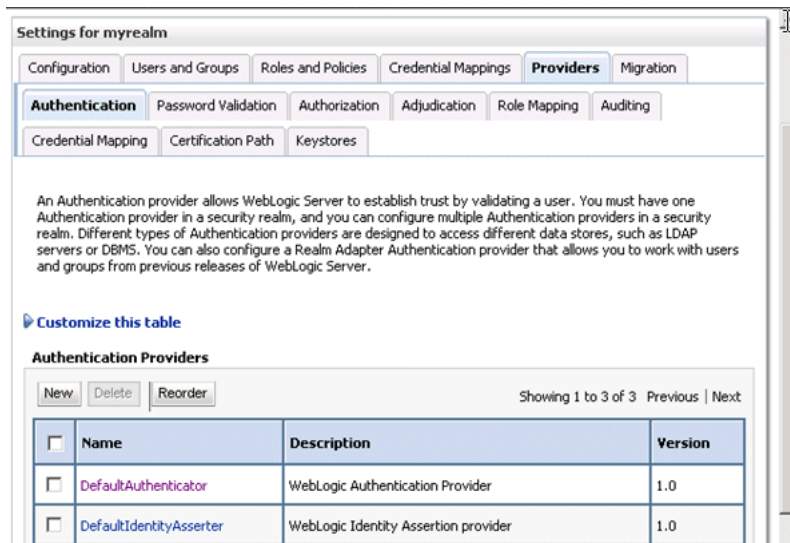 Settings for myrealm
Configuration Users and Groups Roles and Policies Credential Mappings Providers Migration
Authentication Password Validation Authorization Adjudication Role Mapping Auditing
Credential Mapping Certification Path Keystores
An Authentication provider allows WebLogic Server to establish trust by validating a user. You must have one
Authentication provider in a security realm, and you can configure multiple Authentication providers in a security
realm. Different types of Authentication providers are designed to access different data stores, such as LDAP
servers or DBMS. You can also configure a Realm Adapter Authentication provider that allows you to work with users
and groups from previous releases of WebLogic Server.
Customize this table
Authentication Providers
New Delete Reorder Showing 1 to 3 of 3 Previous | Next
Name Description Version
DefaultAuthenticator WebLogic Authentication Provider 1.0
DefaultIdentityAsserter WebLogic Identity Assertion provider 1.0